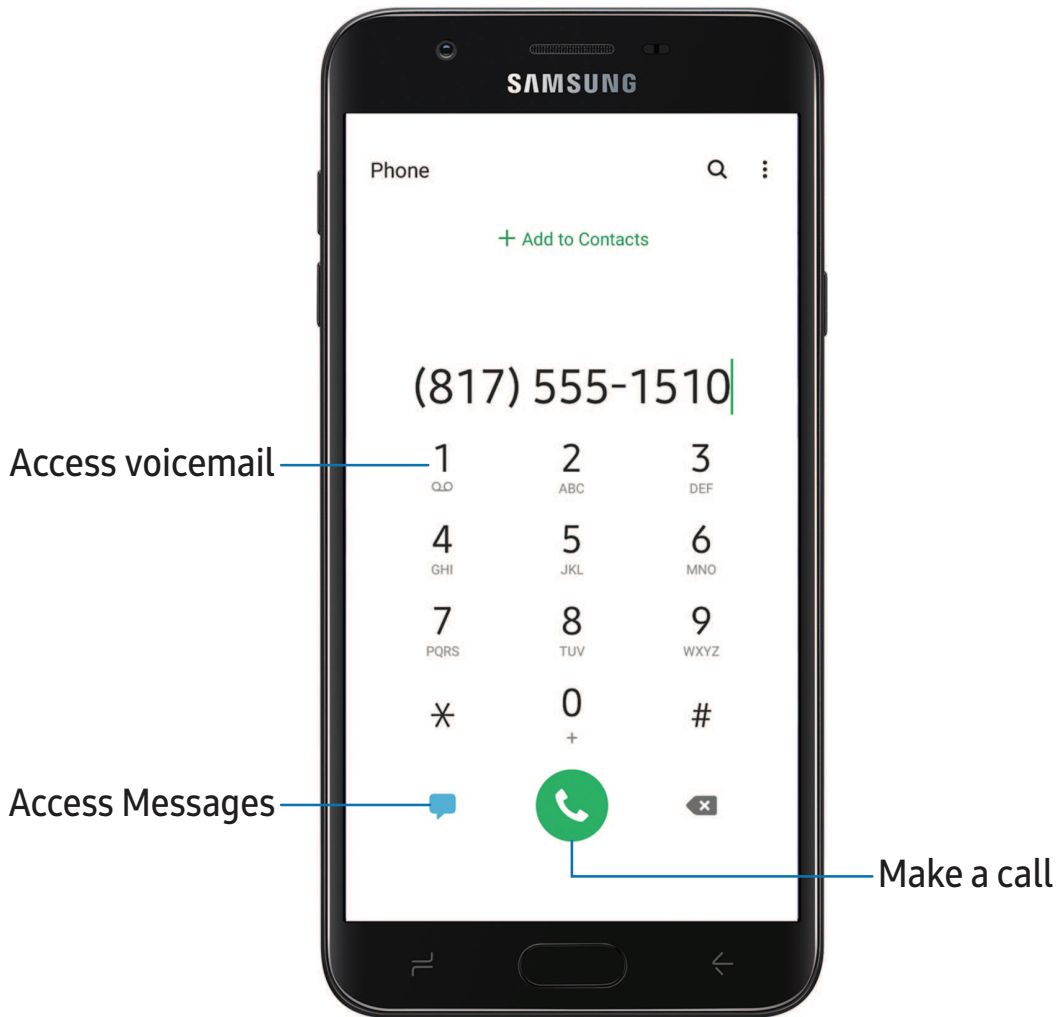 SAMSUNG
Phone
+ Add to Contacts
(817) 555-1510
Access voicemail
1 2 3
ABC DEF
4 5 6
GHI JKL MNO
7 8 9
PQRS TUV WXYZ
* 0 #
+
Access Messages
Make a call